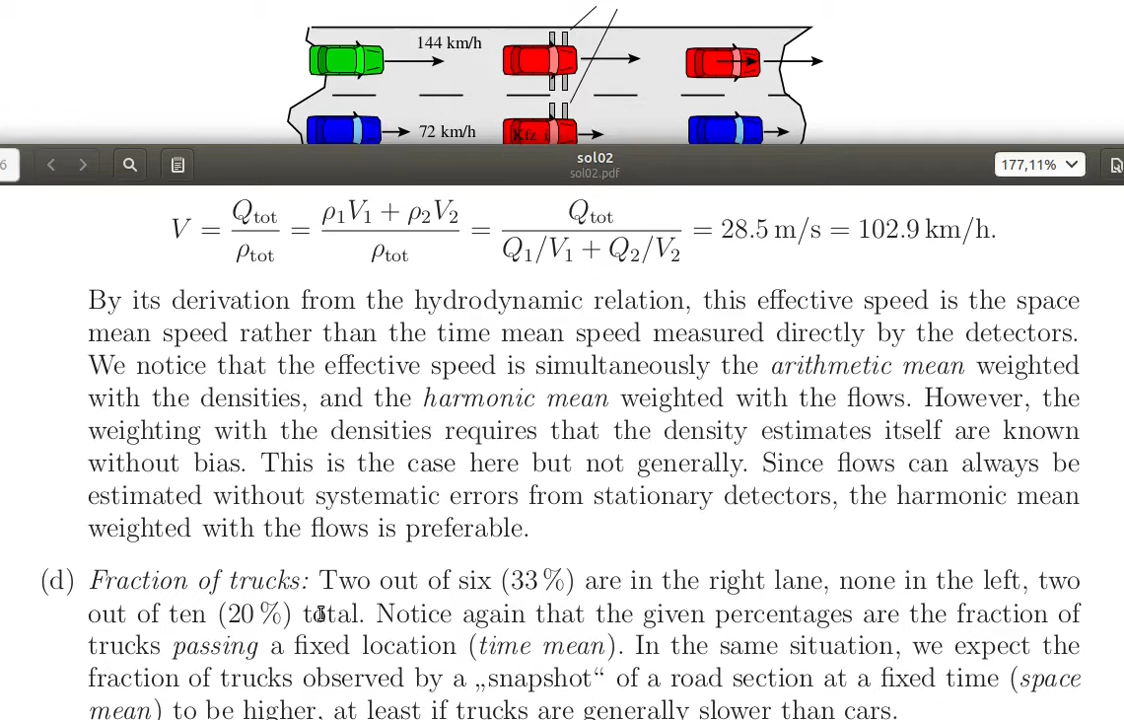 144 km/h
72 km/h
Kfz
6
sol02
sol02.pdf
177,11%
V = Q_tot/ρ_tot = (ρ₁V₁ + ρ₂V₂)/ρ_tot = Q_tot/(Q₁/V₁ + Q₂/V₂) = 28.5 m/s = 102.9 km/h.
By its derivation from the hydrodynamic relation, this effective speed is the space
mean speed rather than the time mean speed measured directly by the detectors.
We notice that the effective speed is simultaneously the arithmetic mean weighted
with the densities, and the harmonic mean weighted with the flows. However, the
weighting with the densities requires that the density estimates itself are known
without bias. This is the case here but not generally. Since flows can always be
estimated without systematic errors from stationary detectors, the harmonic mean
weighted with the flows is preferable.
(d) Fraction of trucks: Two out of six (33 %) are in the right lane, none in the left, two
out of ten (20 %) total. Notice again that the given percentages are the fraction of
trucks passing a fixed location (time mean). In the same situation, we expect the
fraction of trucks observed by a „snapshot“ of a road section at a fixed time (space
mean) to be higher, at least if trucks are generally slower than cars.